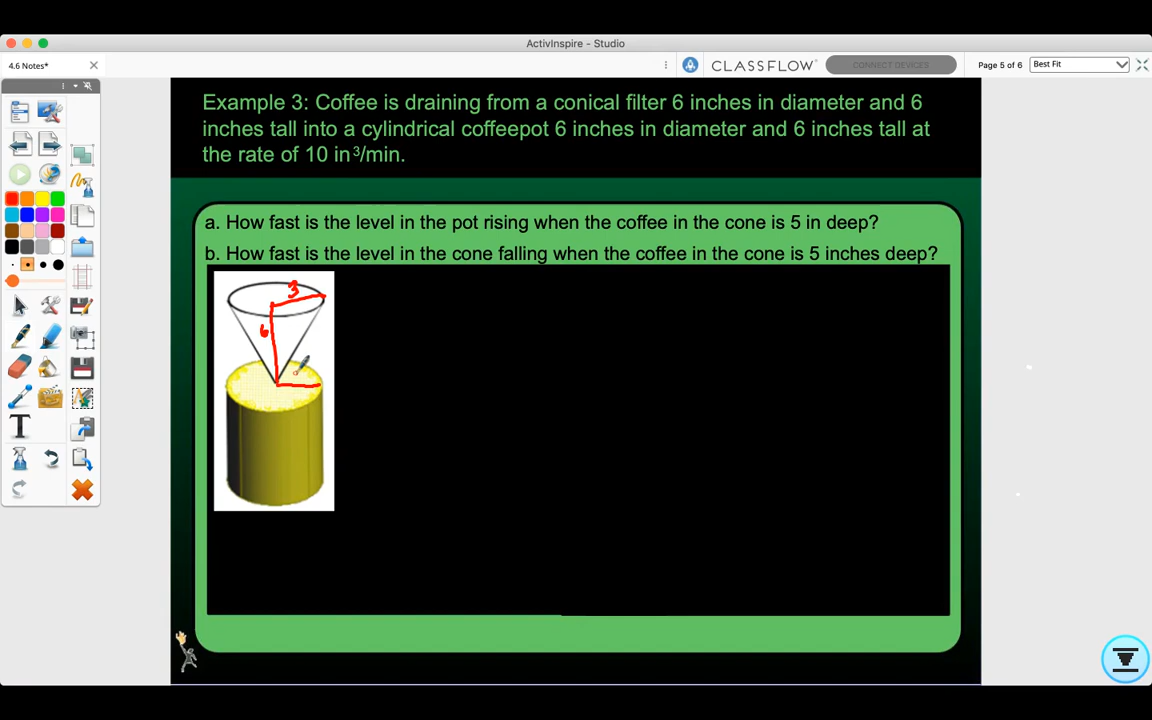 ActivInspire - Studio
4.6 Notes*
CLASSFLOW
CONNECT DEVICES
Page 5 of 6
Best Fit
Example 3: Coffee is draining from a conical filter 6 inches in diameter and 6
inches tall into a cylindrical coffeepot 6 inches in diameter and 6 inches tall at
the rate of 10 in³/min.
a. How fast is the level in the pot rising when the coffee in the cone is 5 in deep?
b. How fast is the level in the cone falling when the coffee in the cone is 5 inches deep?
3
6
T